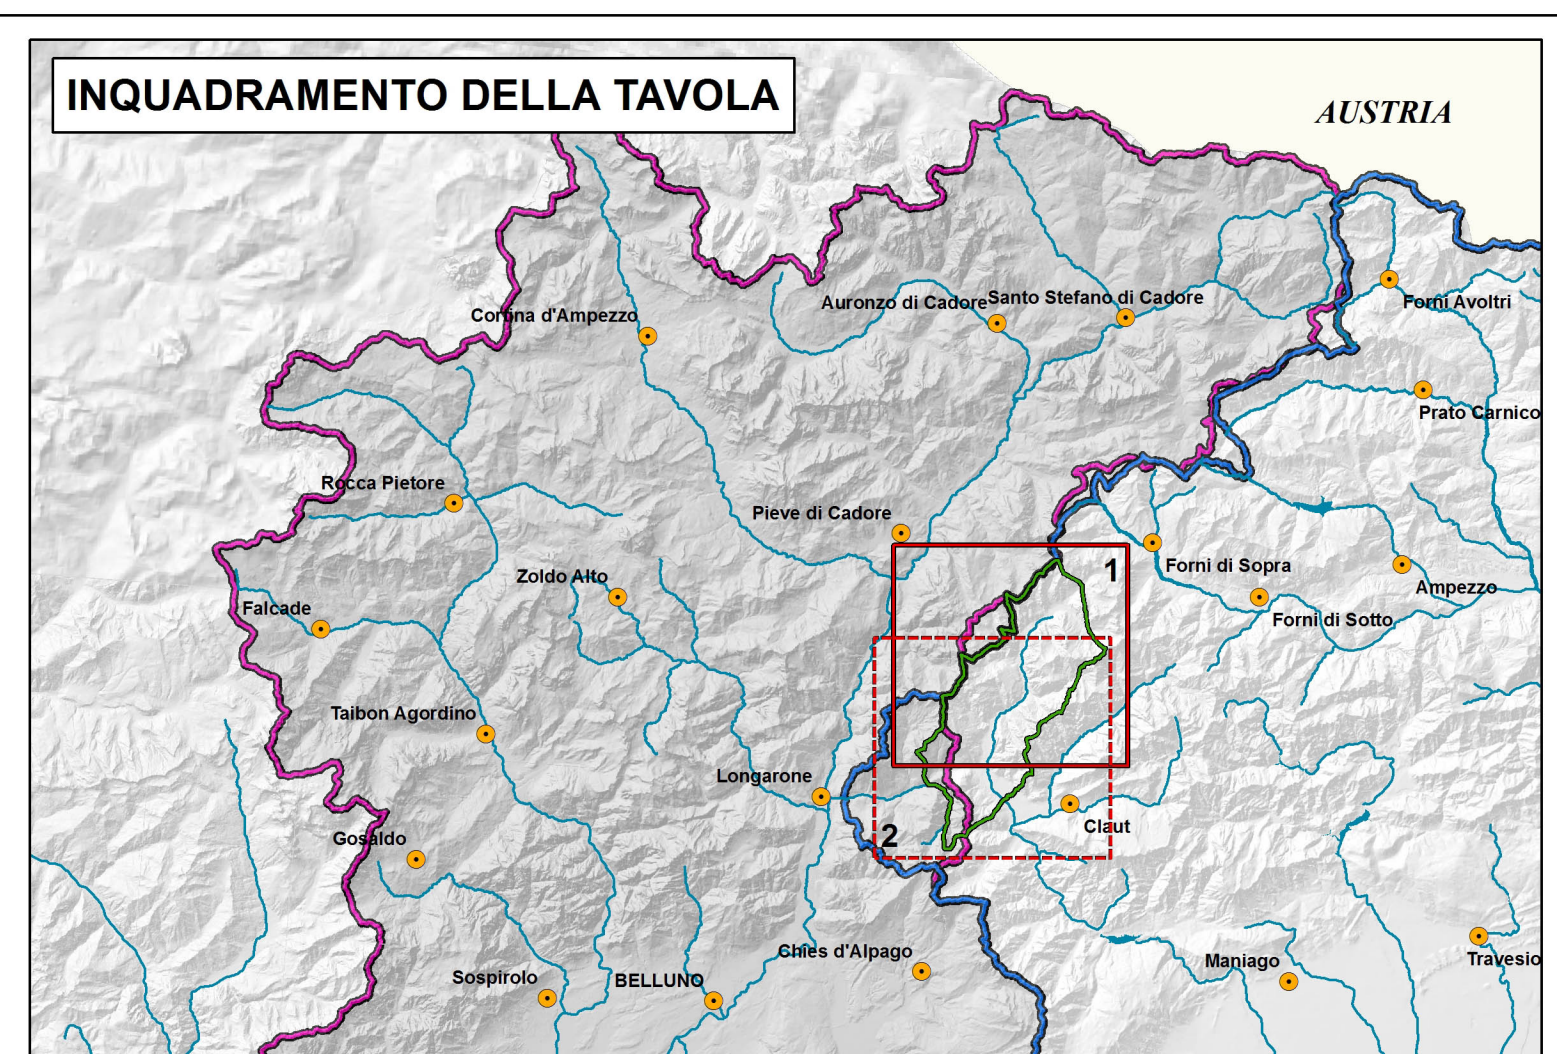 INQUADRAMENTO DELLA TAVOLA
AUSTRIA
Cortina d'Ampezzo
Auronzo di Cadore
Santo Stefano di Cadore
Forni Avoltri
Prato Carnico
Rocca Pietore
Pieve di Cadore
Zoldo Alto
1
Forni di Sopra
Ampezzo
Falcade
Forni di Sotto
Taibon Agordino
Longarone
Claut
2
Gosaldo
Chies d'Alpago
Sospirolo
BELLUNO
Maniago
Travesio